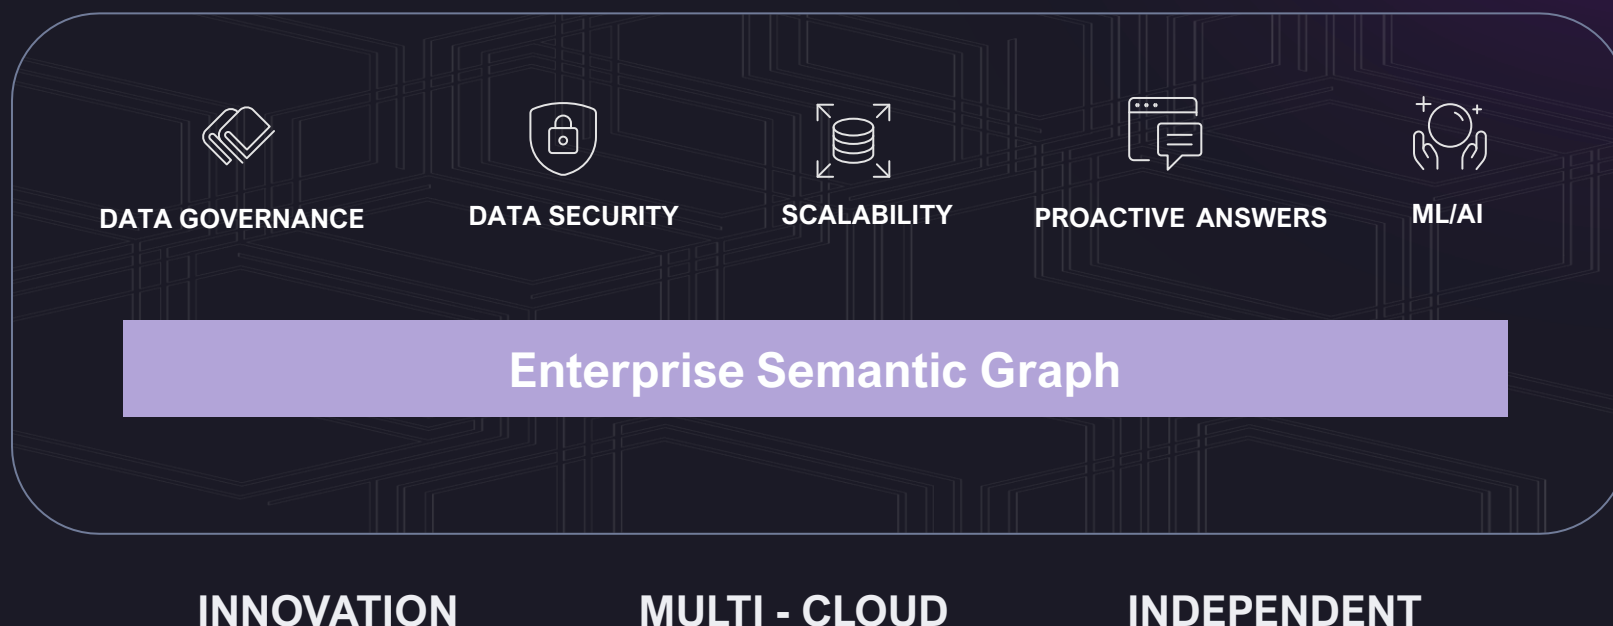 DATA GOVERNANCE
DATA SECURITY
SCALABILITY
PROACTIVE ANSWERS
ML/AI
Enterprise Semantic Graph
INNOVATION
MULTI - CLOUD
INDEPENDENT